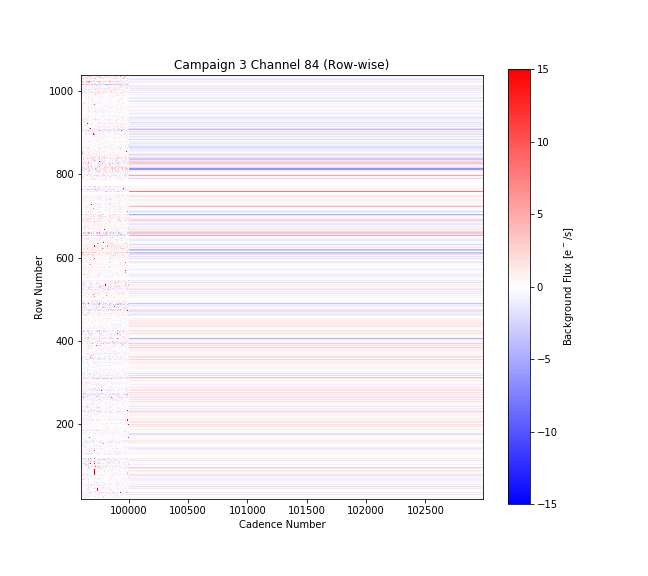 Campaign 3 Channel 84 (Row-wise)
1000
800
600
400
200
Row Number
100000 100500 101000 101500 102000 102500
Cadence Number
15
10
5
0
−5
−10
−15
Background Flux [e⁻/s]